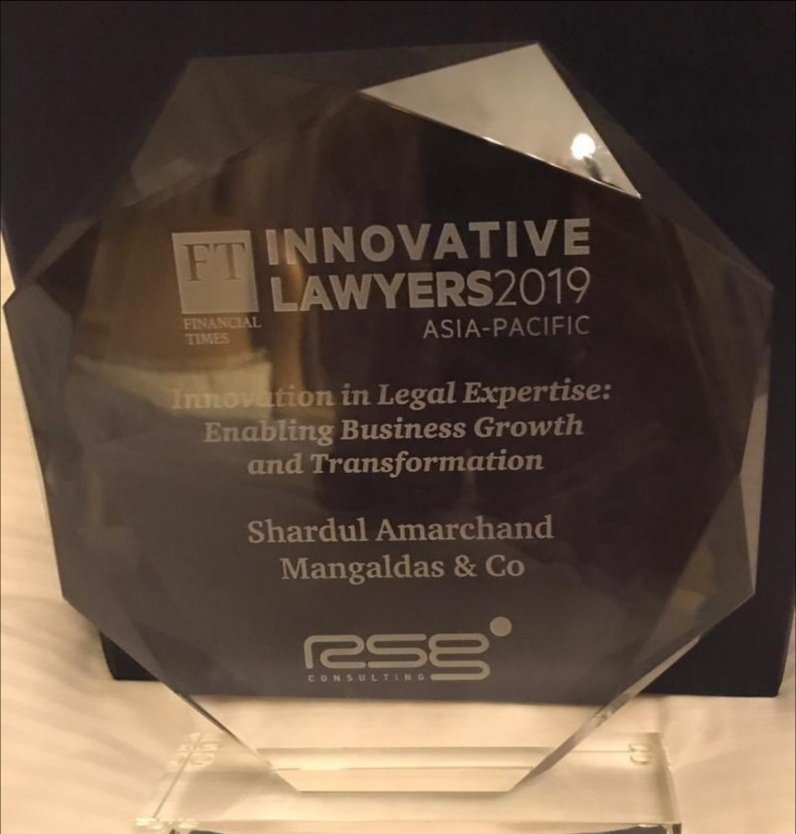 FT
FINANCIAL
TIMES
INNOVATIVE
LAWYERS2019
ASIA-PACIFIC
Innovation in Legal Expertise:
Enabling Business Growth
and Transformation
Shardul Amarchand
Mangaldas & Co
rsg
CONSULTING